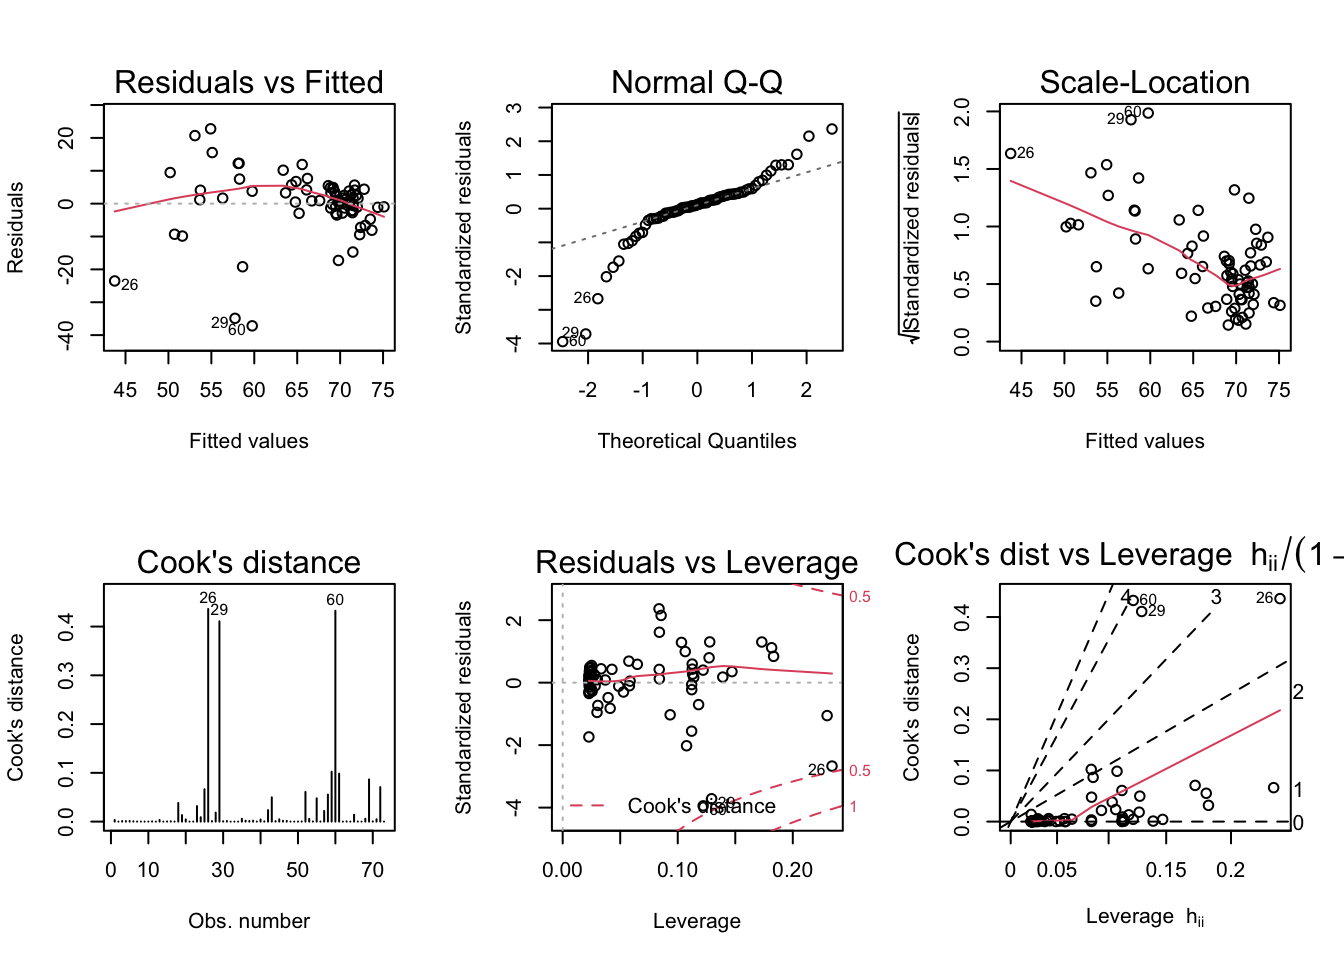 Residuals vs Fitted
Residuals
20
0
-20
-40
26
29
60
45 50 55 60 65 70 75
Fitted values
Normal Q-Q
Standardized residuals
3
2
1
0
-2
-4
26
29
60
-2 -1 0 1 2
Theoretical Quantiles
Scale-Location
√|Standardized residuals|
2.0
1.5
1.0
0.5
0.0
60
29
26
45 50 55 60 65 70 75
Fitted values
Cook's distance
Cook's distance
0.4
0.3
0.2
0.1
0.0
26
29
60
0 10 30 50 70
Obs. number
Residuals vs Leverage
Standardized residuals
2
0
-2
-4
0.5
26
0.5
1
29
60
Cook's distance
0.00 0.10 0.20
Leverage
Cook's dist vs Leverage hii/(1 −
Cook's distance
0.4
0.3
0.2
0.1
0.0
4
60
29
3
26
2
1
0
0 0.05 0.15 0.2
Leverage hii